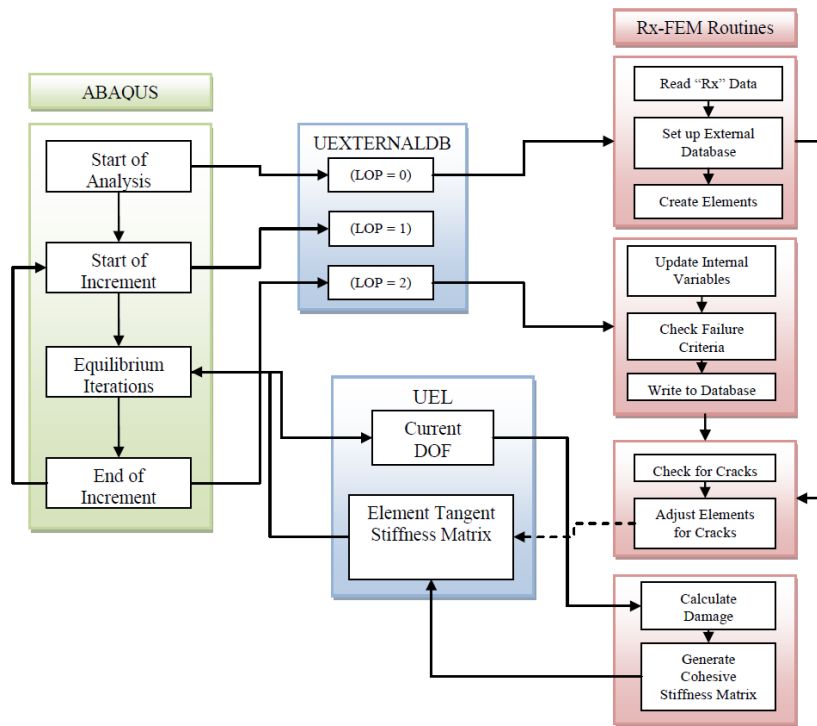 ABAQUS
Start of
Analysis
Start of
Increment
Equilibrium
Iterations
End of
Increment
UEXTERNALDB
(LOP = 0)
(LOP = 1)
(LOP = 2)
UEL
Current
DOF
Element Tangent
Stiffness Matrix
Rx-FEM Routines
Read “Rx” Data
Set up External
Database
Create Elements
Update Internal
Variables
Check Failure
Criteria
Write to Database
Check for Cracks
Adjust Elements
for Cracks
Calculate
Damage
Generate
Cohesive
Stiffness Matrix